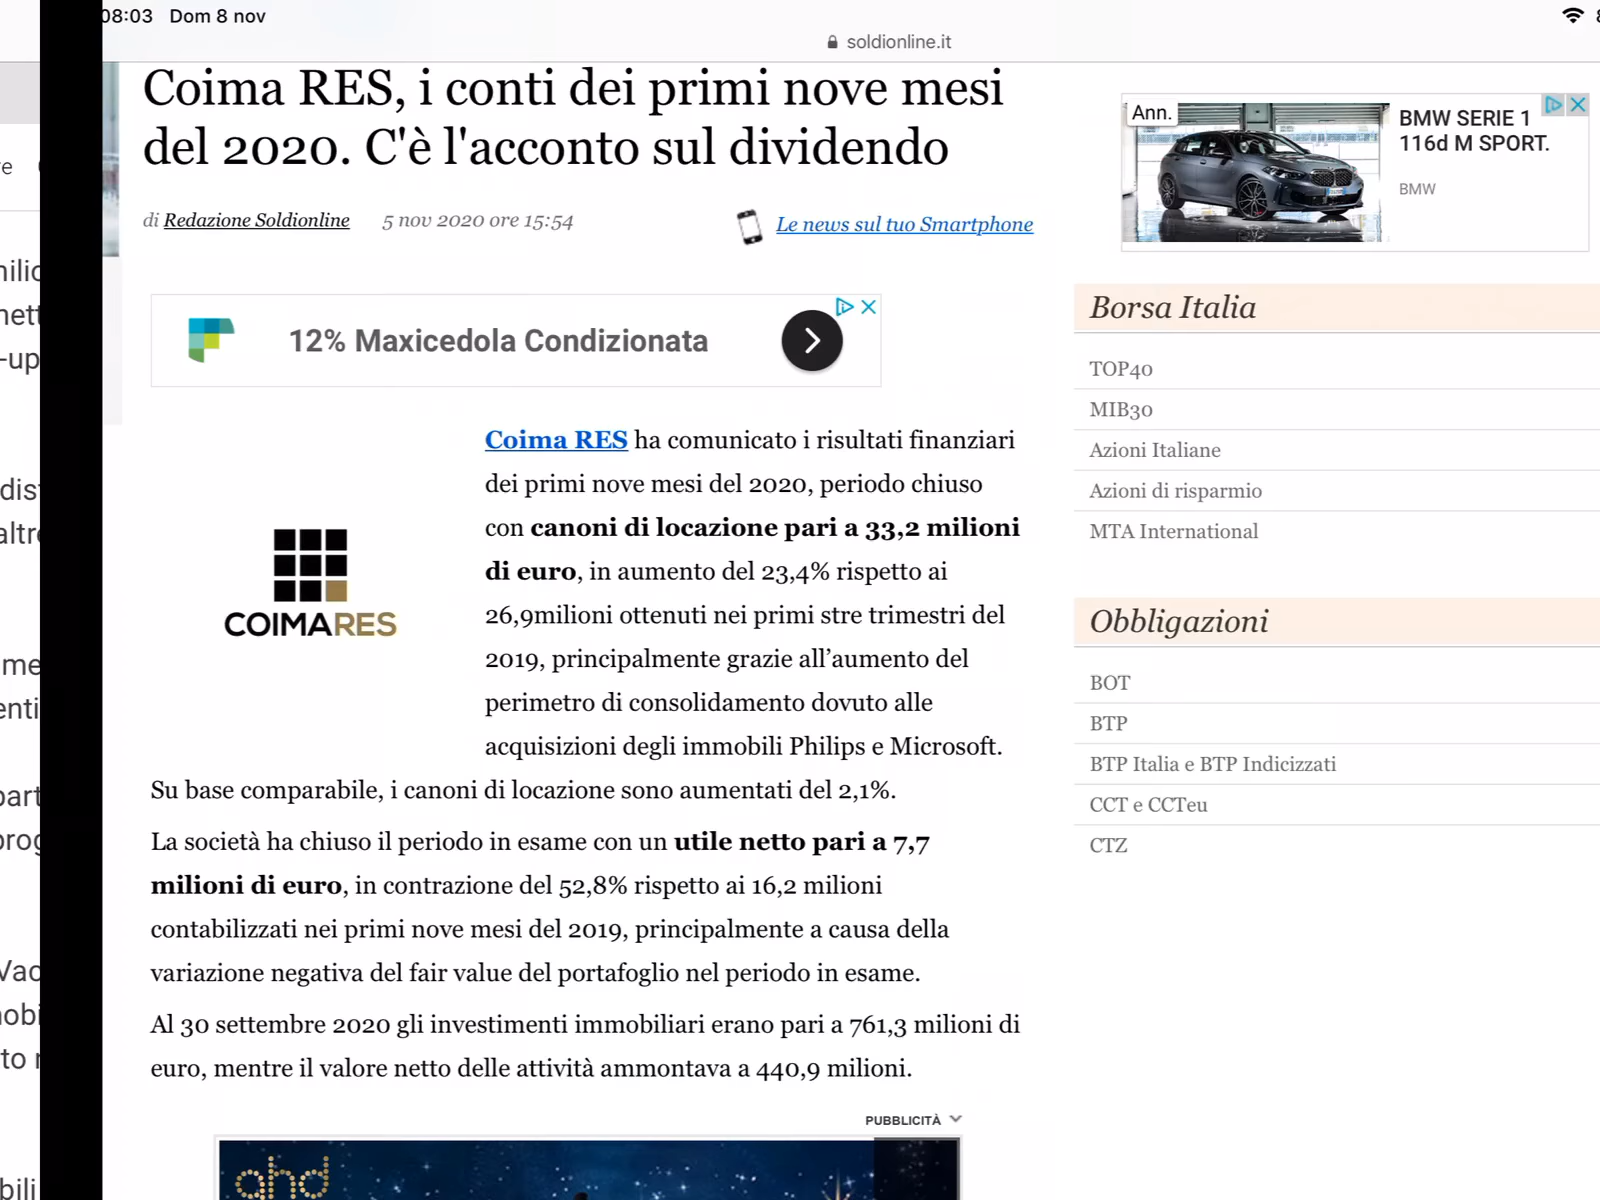 08:03 Dom 8 nov
soldionline.it
Coima RES, i conti dei primi nove mesi
del 2020. C'è l'acconto sul dividendo
di Redazione Soldionline 5 nov 2020 ore 15:54
Le news sul tuo Smartphone
12% Maxicedola Condizionata
Coima RES ha comunicato i risultati finanziari
dei primi nove mesi del 2020, periodo chiuso
con canoni di locazione pari a 33,2 milioni
di euro, in aumento del 23,4% rispetto ai
26,9milioni ottenuti nei primi stre trimestri del
2019, principalmente grazie all’aumento del
perimetro di consolidamento dovuto alle
acquisizioni degli immobili Philips e Microsoft.
COIMARES
Su base comparabile, i canoni di locazione sono aumentati del 2,1%.
La società ha chiuso il periodo in esame con un utile netto pari a 7,7
milioni di euro, in contrazione del 52,8% rispetto ai 16,2 milioni
contabilizzati nei primi nove mesi del 2019, principalmente a causa della
variazione negativa del fair value del portafoglio nel periodo in esame.
Al 30 settembre 2020 gli investimenti immobiliari erano pari a 761,3 milioni di
euro, mentre il valore netto delle attività ammontava a 440,9 milioni.
PUBBLICITÀ
ghd
Ann.
BMW SERIE 1
116d M SPORT.
BMW
Borsa Italia
TOP40
MIB30
Azioni Italiane
Azioni di risparmio
MTA International
Obbligazioni
BOT
BTP
BTP Italia e BTP Indicizzati
CCT e CCTeu
CTZ